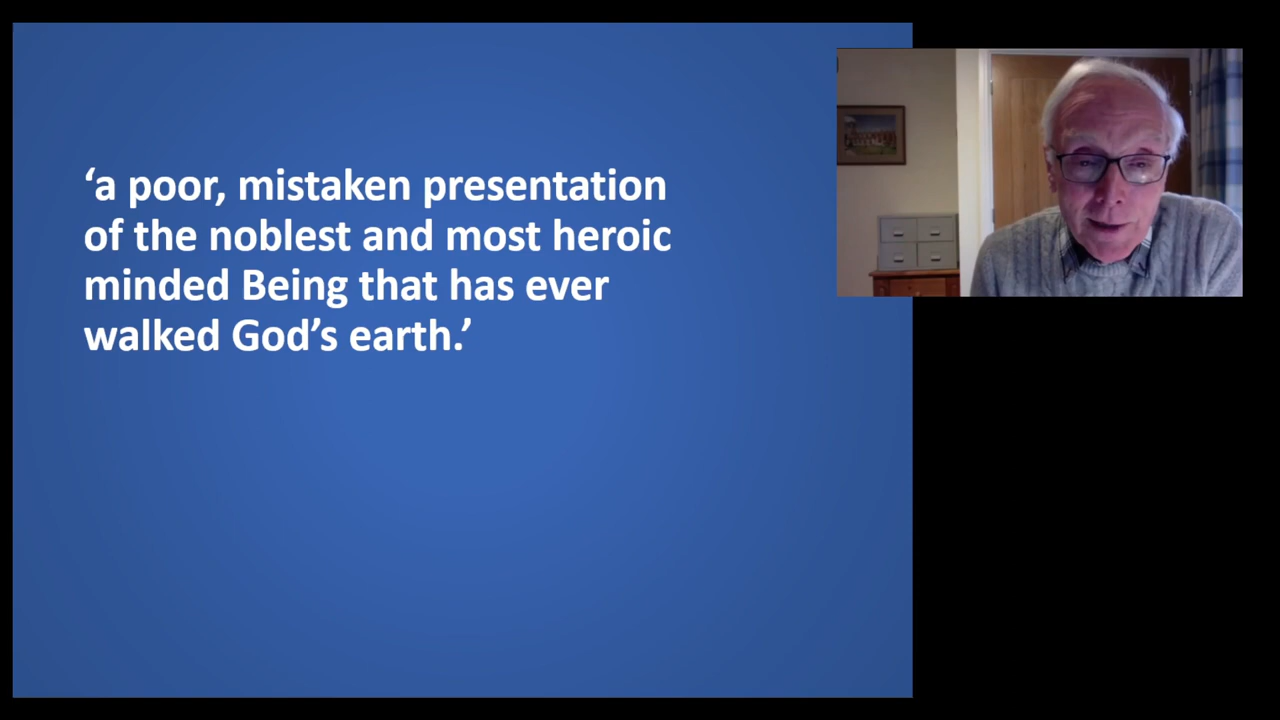 ‘a poor, mistaken presentation
of the noblest and most heroic
minded Being that has ever
walked God’s earth.’